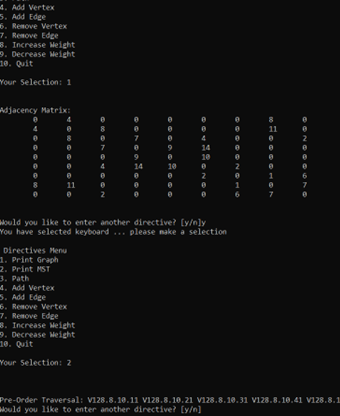 4. Add Vertex
5. Add Edge
6. Remove Vertex
7. Remove Edge
8. Increase Weight
9. Decrease Weight
10. Quit
Your Selection: 1
Adjacency Matrix:
0 4 0 0 0 0 0 8 0
4 0 8 0 0 0 0 11 0
0 8 0 7 0 4 0 0 2
0 0 7 0 9 14 0 0 0
0 0 0 9 0 10 0 0 0
0 0 4 14 10 0 2 0 0
0 0 0 0 0 2 0 1 6
8 11 0 0 0 0 1 0 7
0 0 2 0 0 0 6 7 0
Would you like to enter another directive? [y/n]y
You have selected keyboard ... please make a selection
Directives Menu
1. Print Graph
2. Print MST
3. Path
4. Add Vertex
5. Add Edge
6. Remove Vertex
7. Remove Edge
8. Increase Weight
9. Decrease Weight
10. Quit
Your Selection: 2
Pre-Order Traversal: V128.8.10.11 V128.8.10.21 V128.8.10.31 V128.8.10.41 V128.8.1
Would you like to enter another directive? [y/n]